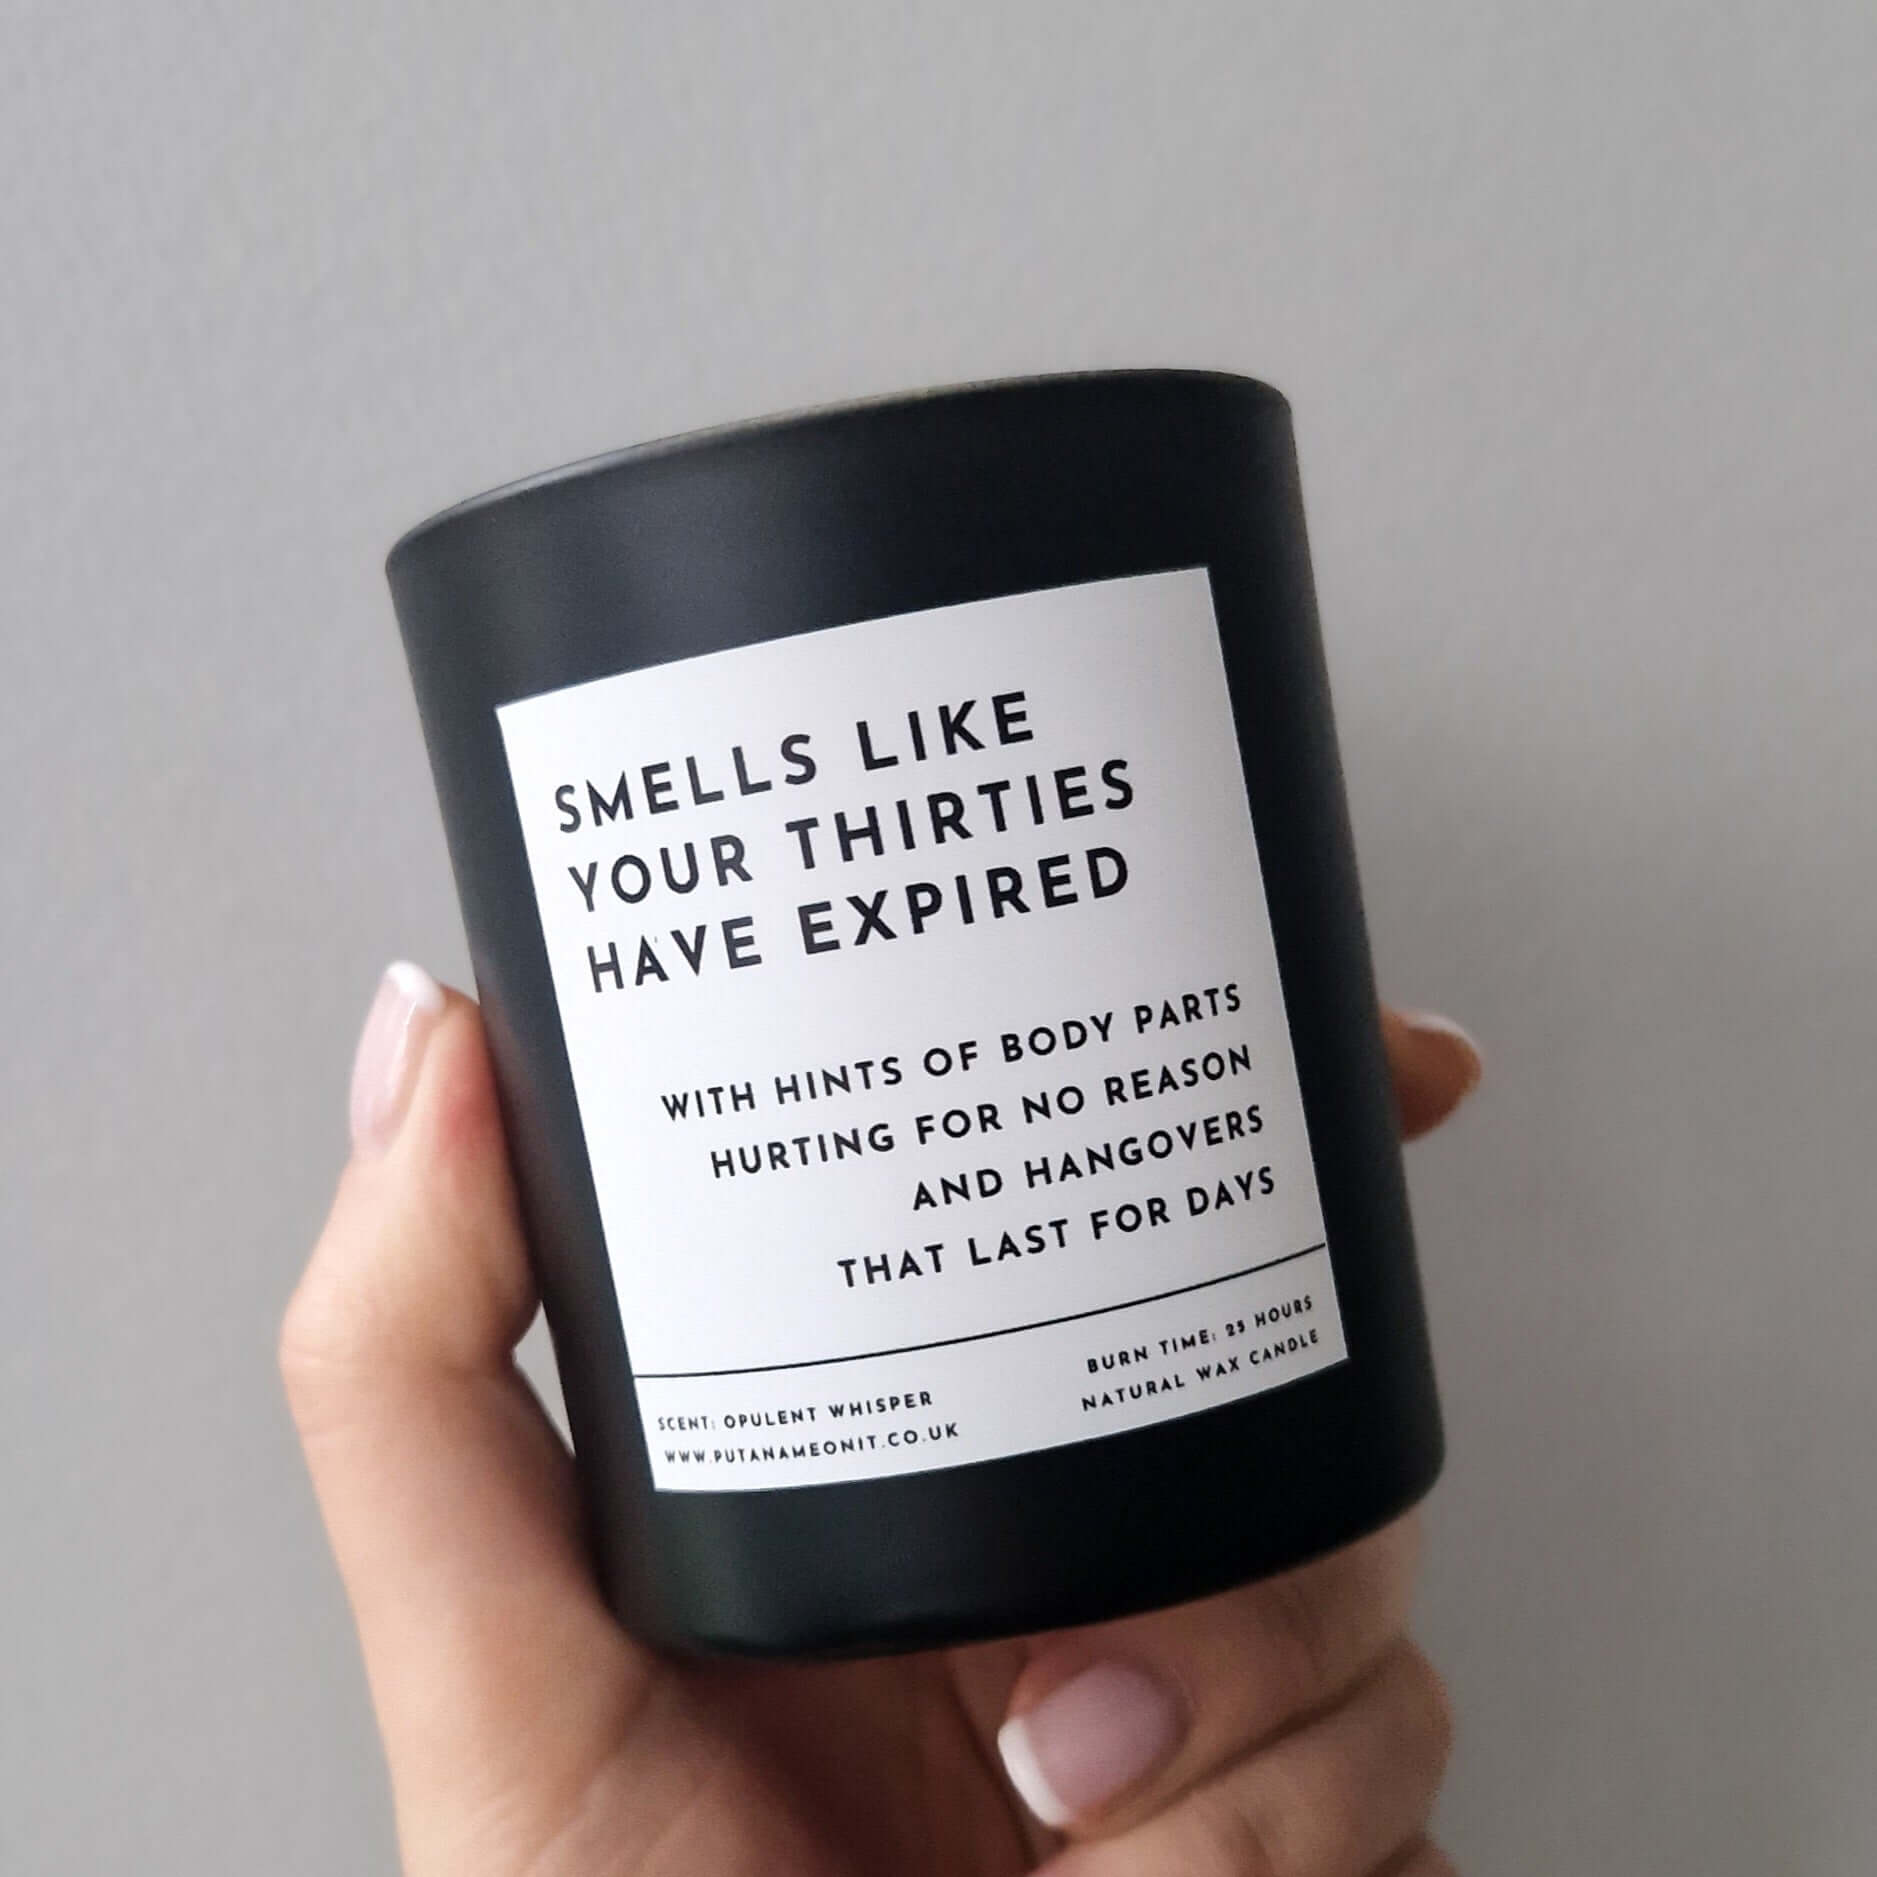 SMELLS LIKE
YOUR THIRTIES
HAVE EXPIRED
WITH HINTS OF BODY PARTS
HURTING FOR NO REASON
AND HANGOVERS
THAT LAST FOR DAYS
SCENT: OPULENT WHISPER
WWW.PUTANAMEONIT.CO.UK
BURN TIME: 25 HOURS
NATURAL WAX CANDLE